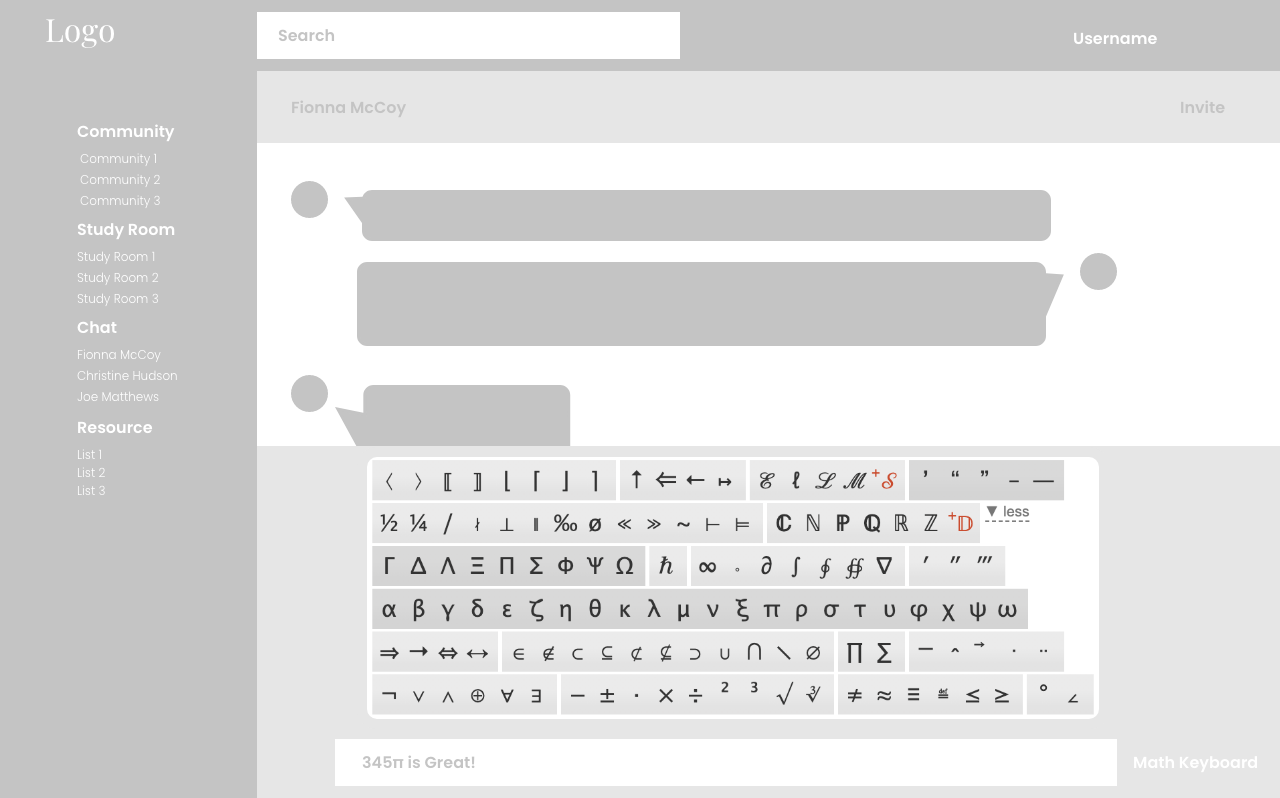 Logo
Search
Username
Fionna McCoy
Invite
Community
Community 1
Community 2
Community 3
Study Room
Study Room 1
Study Room 2
Study Room 3
Chat
Fionna McCoy
Christine Hudson
Joe Matthews
Resource
List 1
List 2
List 3
〈 〉 ⟦ ⟧ ⌊ ⌈ ⌋ ⌉ ↑ ⇐ ← ↦ ℰ ℓ ℒ ℳ +𝒮 ’ “ ” – —
½ ¼ / ∤ ⊥ ∥ ‰ ø ≪ ≫ ~ ⊢ ⊨ ℂ ℕ ℙ ℚ ℝ ℤ +𝔻 ▼ less
Γ Δ Λ Ξ Π Σ Φ Ψ Ω ℏ ∞ ∘ ∂ ∫ ∮ ∯ ∇ ′ ″ ‴
α β γ δ ε ζ η θ κ λ μ ν ξ π ρ σ τ υ φ χ ψ ω
⇒ → ⇔ ↔ ∈ ∉ ⊂ ⊆ ⊄ ⊈ ⊃ ∪ ∩ ∖ ∅ ∏ ∑ ¯ ˆ → ˙ ¨
¬ ∨ ∧ ⊕ ∀ ∃ − ± · × ÷ ² ³ √ ∛ ≠ ≈ ≡ ≝ ≤ ≥ ° ∠
345π is Great!
Math Keyboard